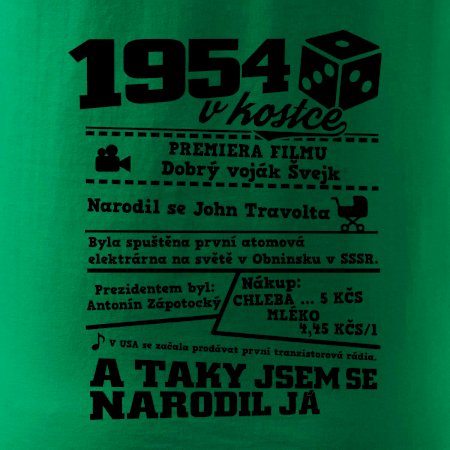 1954
v kostce
PREMIERA FILMU
Dobrý voják Švejk
Narodil se John Travolta
Byla spuštěna první atomová
elektrárna na světě v Obninsku v SSSR.
Prezidentem byl:
Antonín Zápotocký
Nákup:
CHLEBA ... 5 KČS
MLÉKO
4,45 KČS/l
V USA se začala prodávat první tranzistorová rádia.
A TAKY JSEM SE
NARODIL JÁ